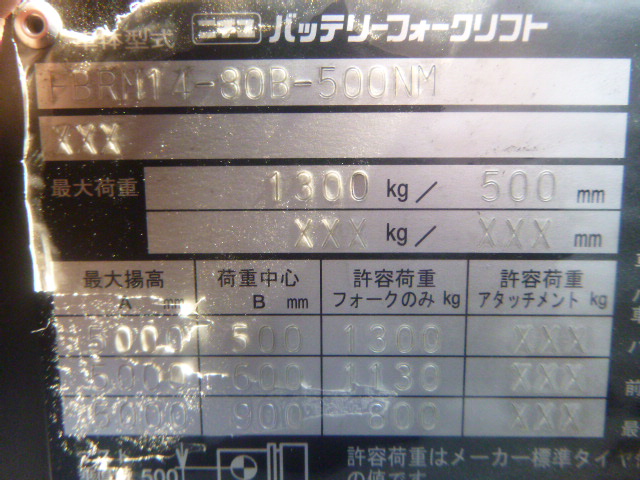 車体型式 ニチユ バッテリーフォークリフト
FBRM14-80B-500NM
XXX
最大荷重 1300 kg/ 500 mm
XXX kg/ XXX mm
最大揚高 A mm 荷重中心 B mm 許容荷重 フォークのみ kg 許容荷重 アタッチメント kg
5000 500 1300 XXX
5000 600 1130 XXX
5000 900 800 XXX
500 許容荷重はメーカー標準タイ
の値です